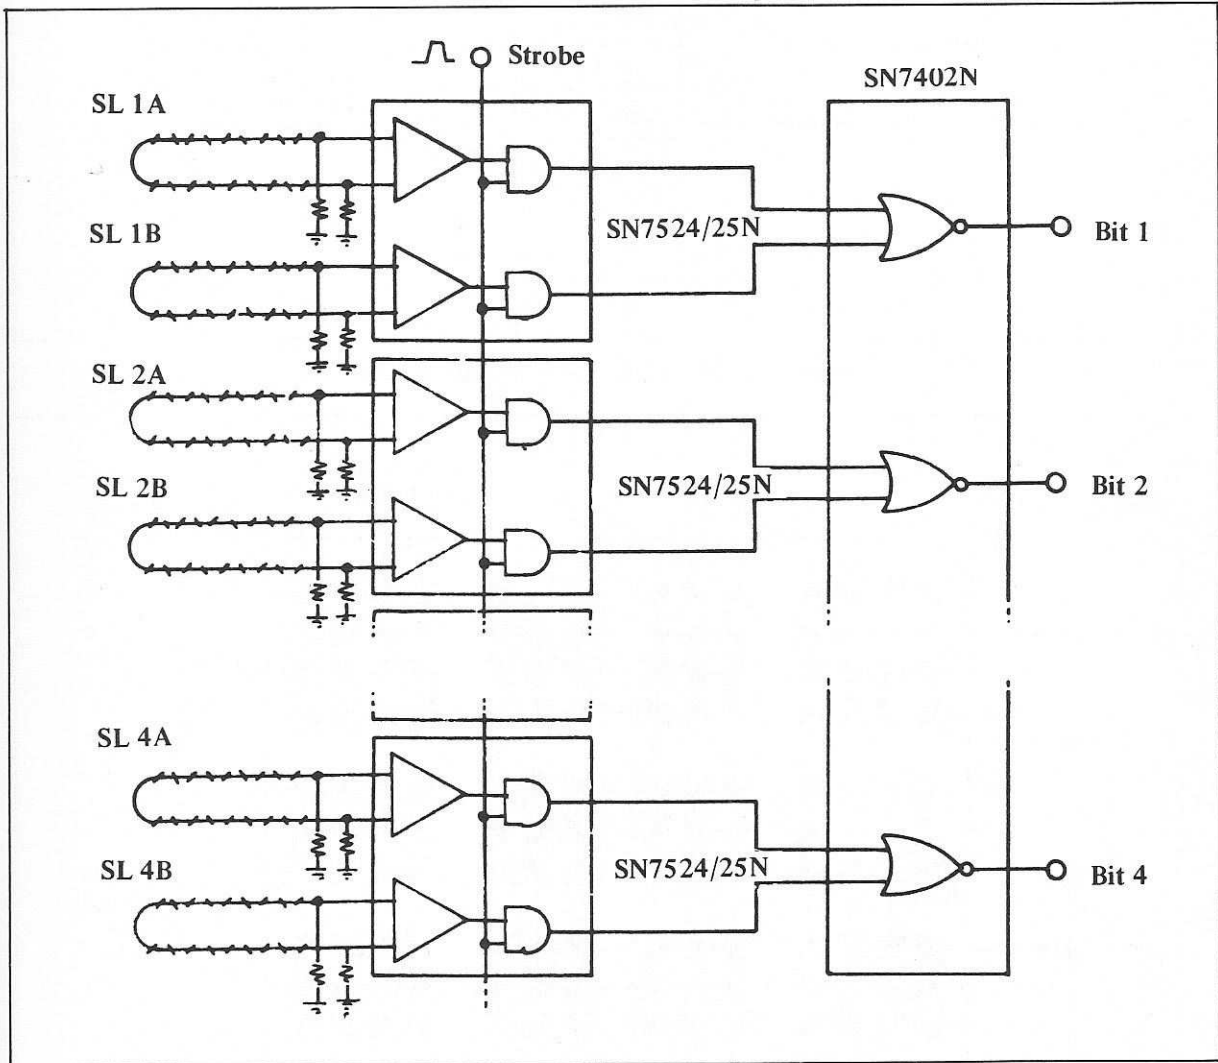 Strobe
SN7402N
SL 1A
SL 1B
SN7524/25N
Bit 1
SL 2A
SL 2B
SN7524/25N
Bit 2
SL 4A
SL 4B
SN7524/25N
Bit 4